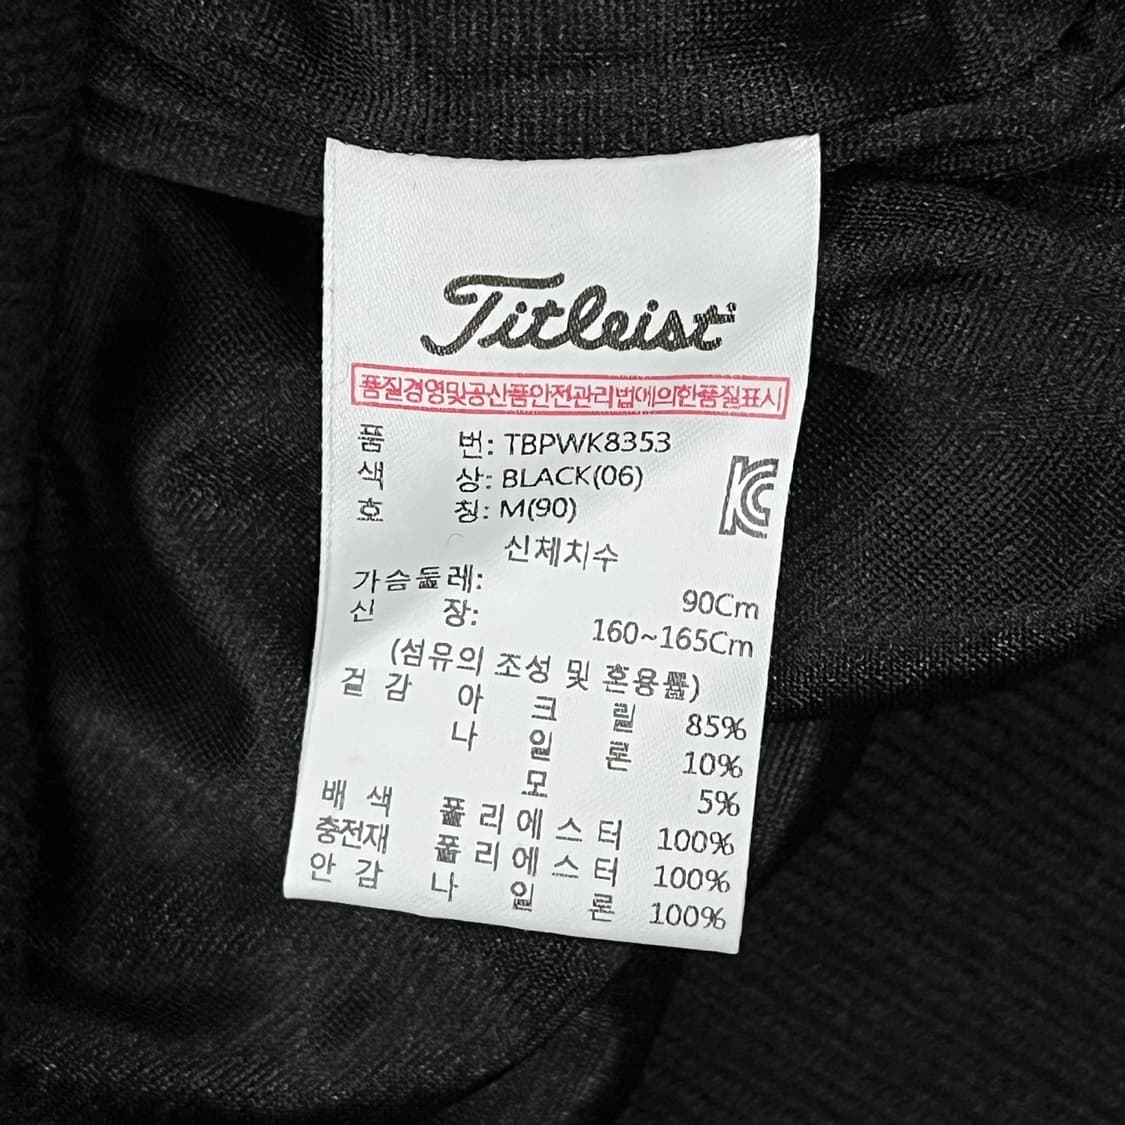 Titleist
품질경영및공산품안전관리법에의한품질표시
품 번: TBPWK8353
색 상: BLACK(06)
호 칭: M(90)
KC
신체치수
가슴둘레: 90Cm
신 장: 160~165Cm
(섬유의 조성 및 혼용률)
겉 감 아 크 릴 85%
나 일 론 10%
모 5%
배 색 폴 리 에 스 터 100%
충전재 폴 리 에 스 터 100%
안 감 나 일 론 100%